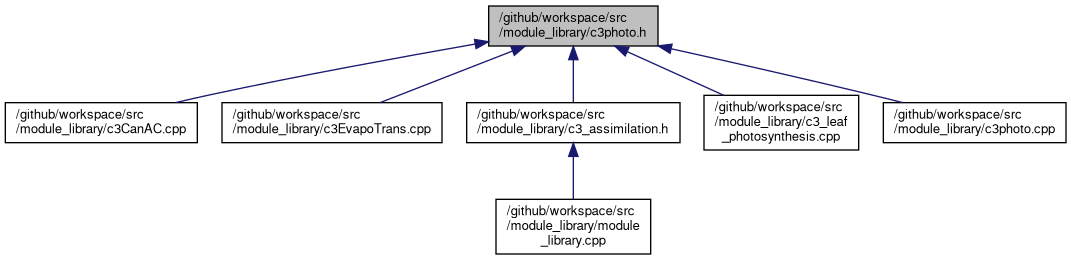 /github/workspace/src
/module_library/c3photo.h
/github/workspace/src
/module_library/c3CanAC.cpp
/github/workspace/src
/module_library/c3EvapoTrans.cpp
/github/workspace/src
/module_library/c3_assimilation.h
/github/workspace/src
/module_library/c3_leaf
_photosynthesis.cpp
/github/workspace/src
/module_library/c3photo.cpp
/github/workspace/src
/module_library/module
_library.cpp